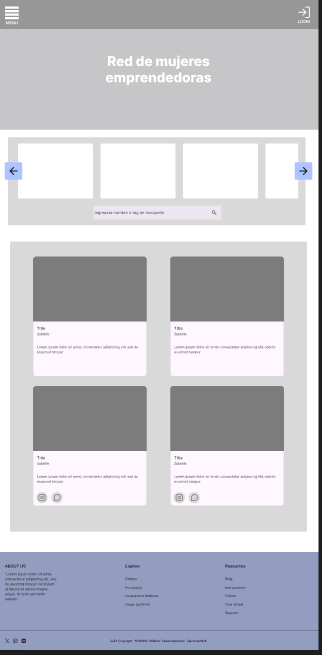 MENU
LOGIN
Red de mujeres
emprendedoras
Ingresar nombre o tag de busqueda
Title
Subtitle
Lorem ipsum dolor sit amet, consectetur adipiscing elit, sed do
eiusmod tempor
Title
Subtitle
Lorem ipsum dolor sit amet, consectetur adipiscing elit, sed do
eiusmod tempor
Title
Subtitle
Lorem ipsum dolor sit amet, consectetur adipiscing elit, sed do
eiusmod tempor
Title
Subtitle
Lorem ipsum dolor sit amet, consectetur adipiscing elit, sed do
eiusmod tempor
ABOUT US
"Lorem ipsum dolor sit amet,
consectetur adipiscing elit, sed
do eiusmod tempor incididunt
ut labore et dolore magna
aliqua. Ut enim ad minim
veniam
Explore
Design
Prototyping
Development features
Design systems
Resources
Blog
Best practices
Colors
Color wheel
Support
2024 Copyright